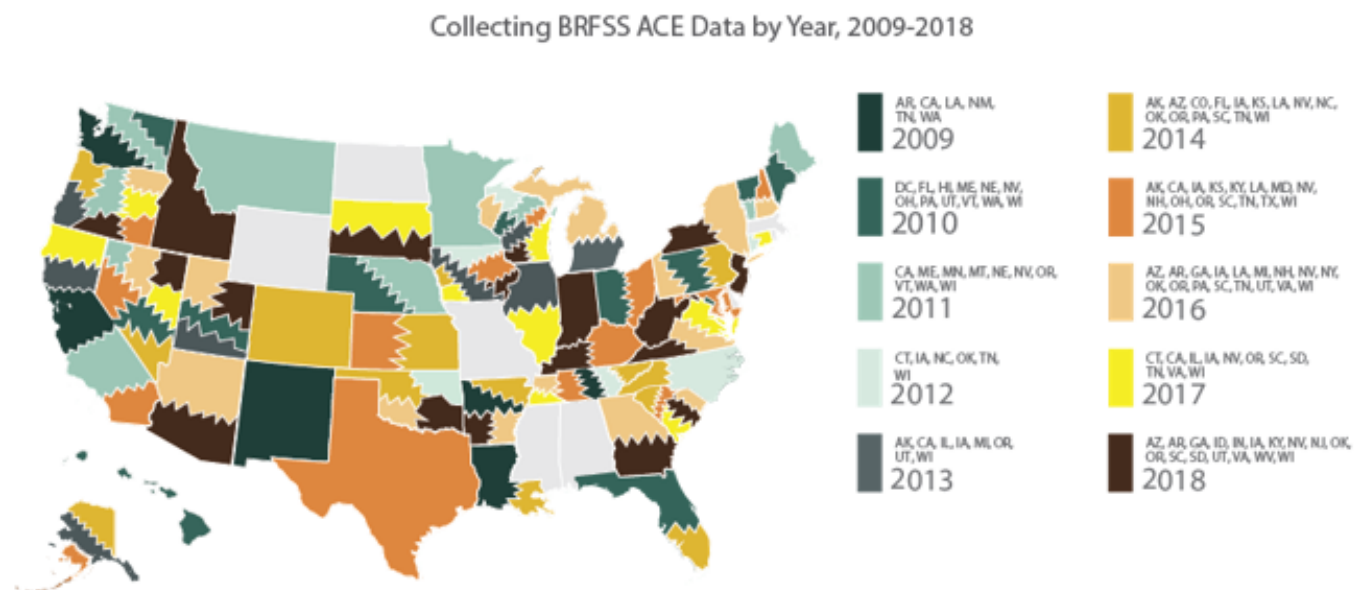 Collecting BRFSS ACE Data by Year, 2009-2018
AR, CA, LA, NM,
TN, WA
2009
DC, FL, HI, ME, NE, NV,
OH, PA, UT, VT, WA, WI
2010
CA, ME, MN, MT, NE, NV, OR,
VT, WA, WI
2011
CT, IA, NC, OK, TN,
WI
2012
AK, CA, IL, IA, MI, OR,
UT, WI
2013
AK, AZ, CO, FL, IA, KS, LA, NV, NC,
OK, OR, PA, SC, TN, WI
2014
AK, CA, IA, KS, KY, LA, MD, NV,
NH, OH, OR, SC, TN, TX, WI
2015
AZ, AR, GA, IA, LA, MI, NH, NV, NY,
OK, OR, PA, SC, TN, UT, VA, WI
2016
CT, CA, IL, IA, NV, OR, SC, SD,
TN, VA, WI
2017
AZ, AR, GA, ID, IN, IA, KY, NV, NJ, OK,
OR, SC, SD, UT, VA, WV, WI
2018